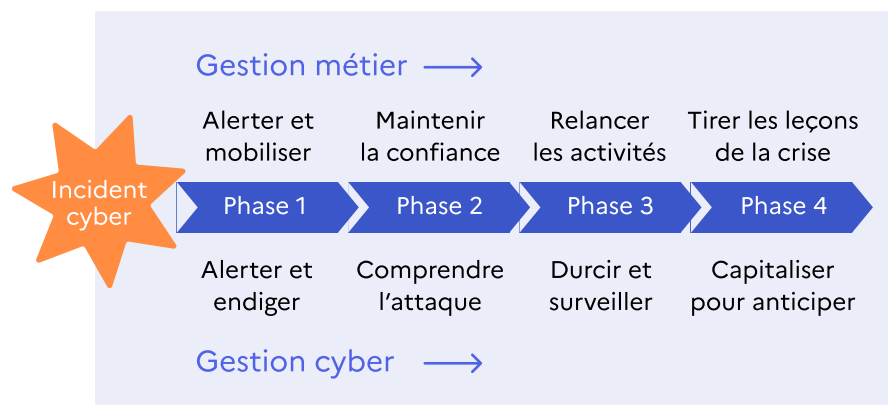 Gestion métier
Alerter et
mobiliser
Maintenir
la confiance
Relancer
les activités
Tirer les leçons
de la crise
Incident
cyber
Phase 1
Phase 2
Phase 3
Phase 4
Alerter et
endiger
Comprendre
l'attaque
Durcir et
surveiller
Capitaliser
pour anticiper
Gestion cyber